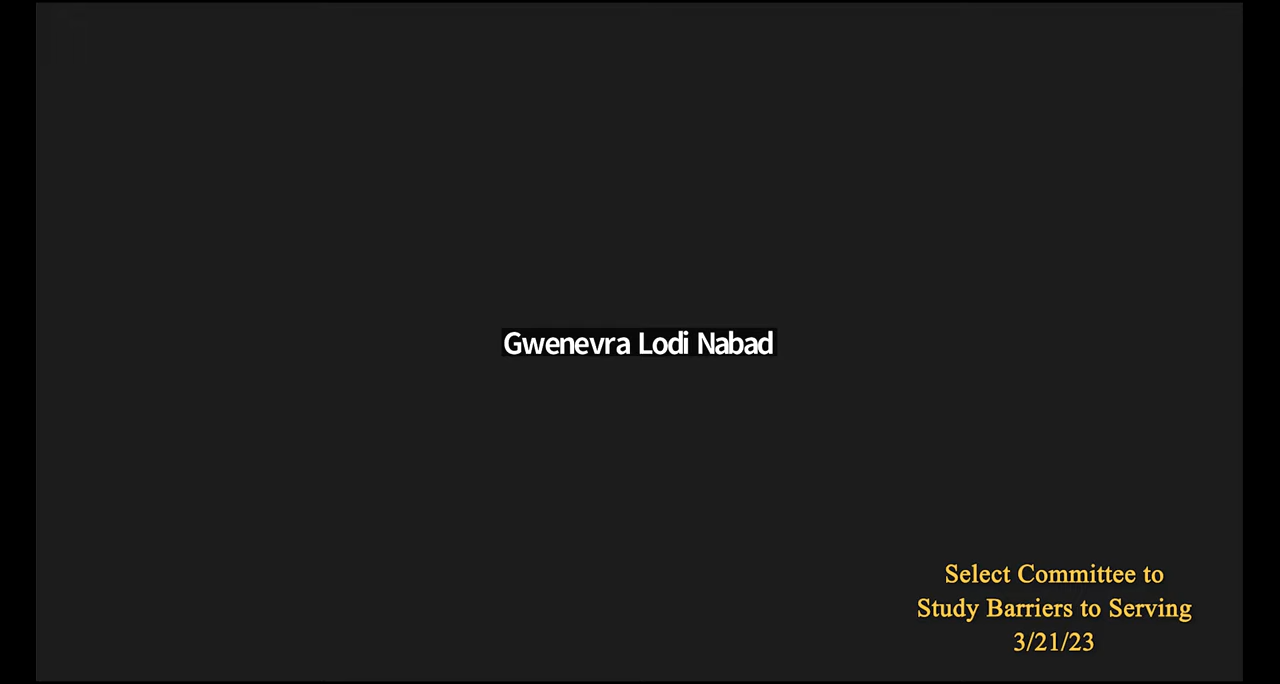 Gwenevra Lodi Nabad
Select Committee to
Study Barriers to Serving
3/21/23